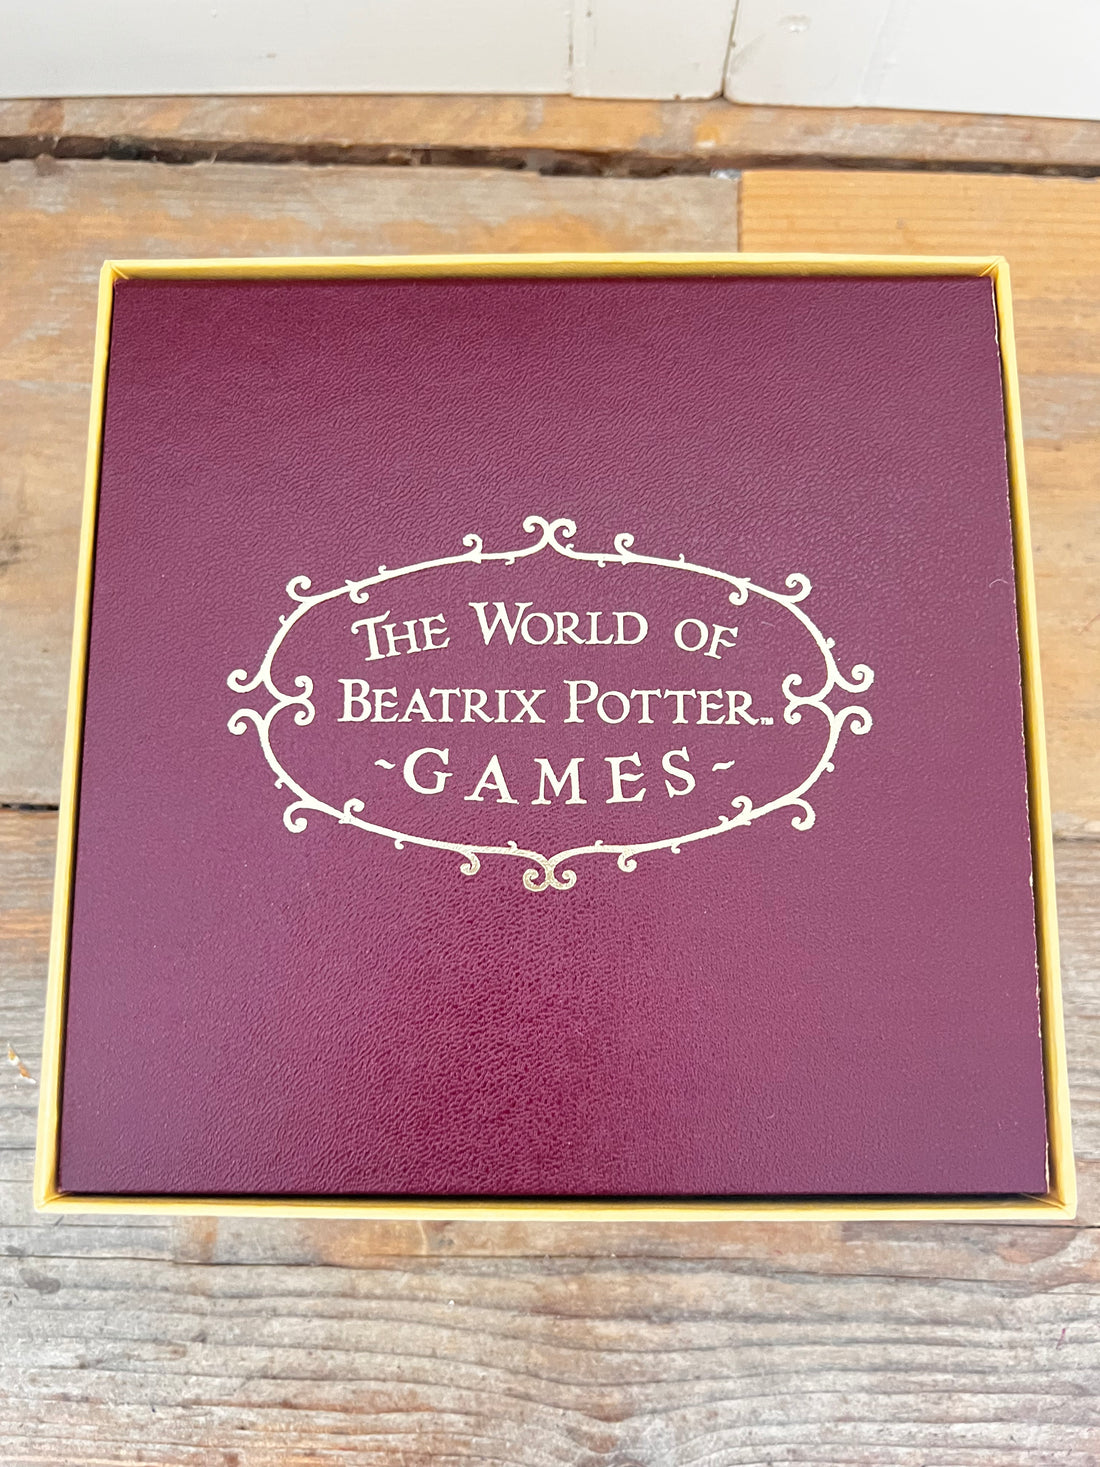 THE WORLD OF
BEATRIX POTTER™
~GAMES~